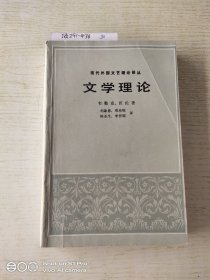 现代外国文艺理论译丛
文学理论
韦勒克、沃伦著
刘象愚、邢培明
陈圣生、李哲明 译